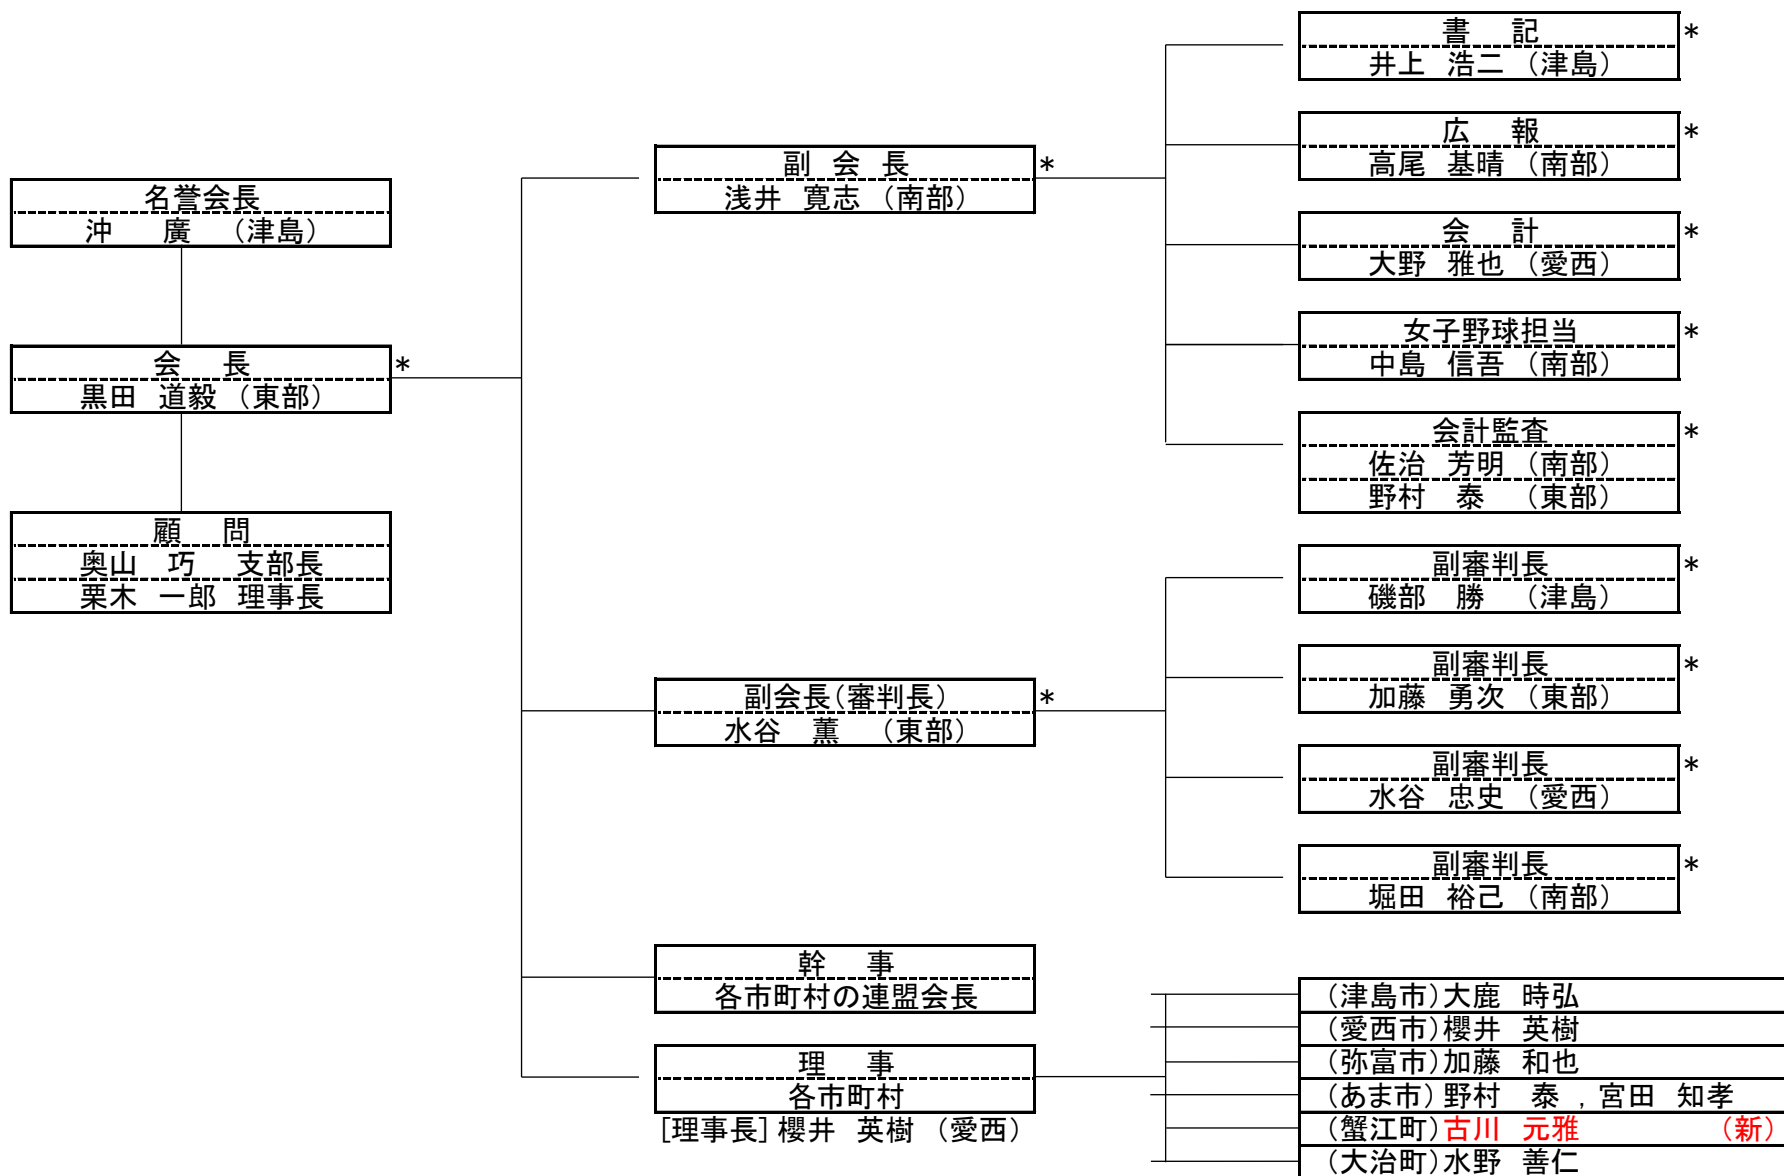 名誉会長
沖　廣　（津島）
会　長
*
黒田　道毅（東部）
顧　問
奥山　巧　支部長
栗木　一郎　理事長
副 会 長
*
浅井　寛志（南部）
副会長（審判長）
*
水谷　薫　（東部）
幹　事
各市町村の連盟会長
理　事
各市町村
[理事長] 櫻井　英樹（愛西）
書　記
*
井上　浩二（津島）
広　報
*
高尾　基晴（南部）
会　計
*
大野　雅也（愛西）
女子野球担当
*
中島　信吾（南部）
会計監査
*
佐治　芳明（南部）
野村　泰　（東部）
副審判長
*
磯部　勝　（津島）
副審判長
*
加藤　勇次（東部）
副審判長
*
水谷　忠史（愛西）
副審判長
*
堀田　裕己（南部）
（津島市）大鹿　時弘
（愛西市）櫻井　英樹
（弥富市）加藤　和也
（あま市）野村　泰 , 宮田　知孝
（蟹江町）古川　元雅　（新）
（大治町）水野　善仁